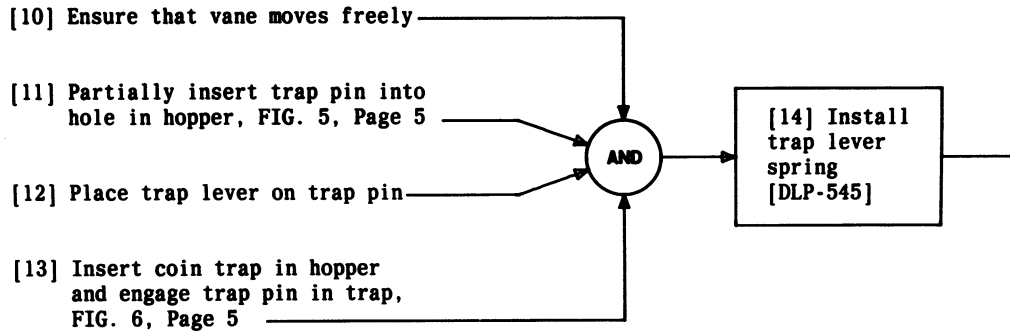 [10] Ensure that vane moves freely
[11] Partially insert trap pin into
hole in hopper, FIG. 5, Page 5
[12] Place trap lever on trap pin
[13] Insert coin trap in hopper
and engage trap pin in trap,
FIG. 6, Page 5
AND
[14] Install
trap lever
spring
[DLP-545]